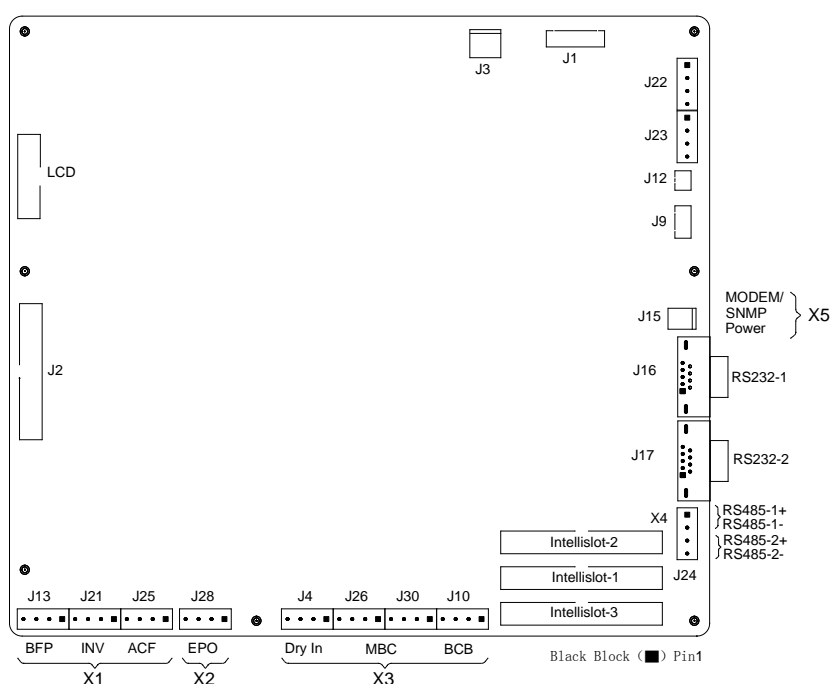 J3
J1
J22
J23
LCD
J12
J9
MODEM/
SNMP
Power
X5
J15
J2
J16
RS232-1
J17
RS232-2
X4
RS485-1+
RS485-1-
RS485-2+
RS485-2-
Intellislot-2
Intellislot-1
J24
Intellislot-3
J13 J21 J25 J28 J4 J26 J30 J10
BFP INV ACF EPO Dry In MBC BCB
X1 X2 X3
Black Block (■) Pin1